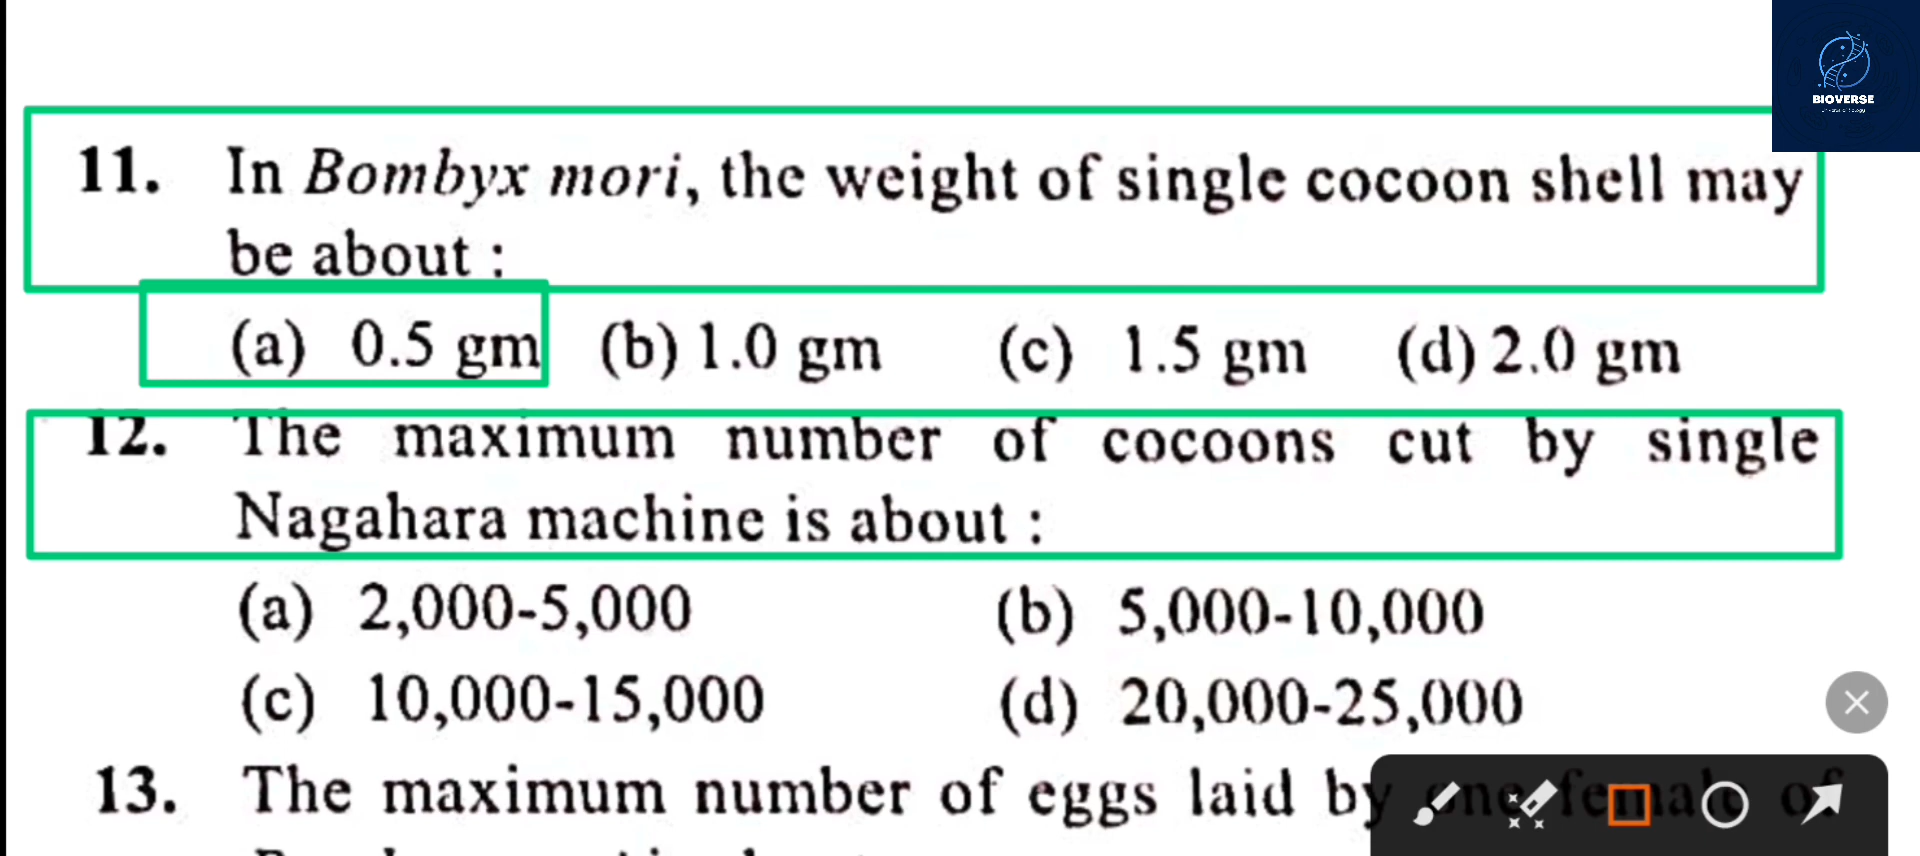 BIOVERSE
11. In Bombyx mori, the weight of single cocoon shell may
be about :
(a) 0.5 gm (b) 1.0 gm (c) 1.5 gm (d) 2.0 gm
12. The maximum number of cocoons cut by single
Nagahara machine is about :
(a) 2,000-5,000 (b) 5,000-10,000
(c) 10,000-15,000 (d) 20,000-25,000
13. The maximum number of eggs laid by one female of